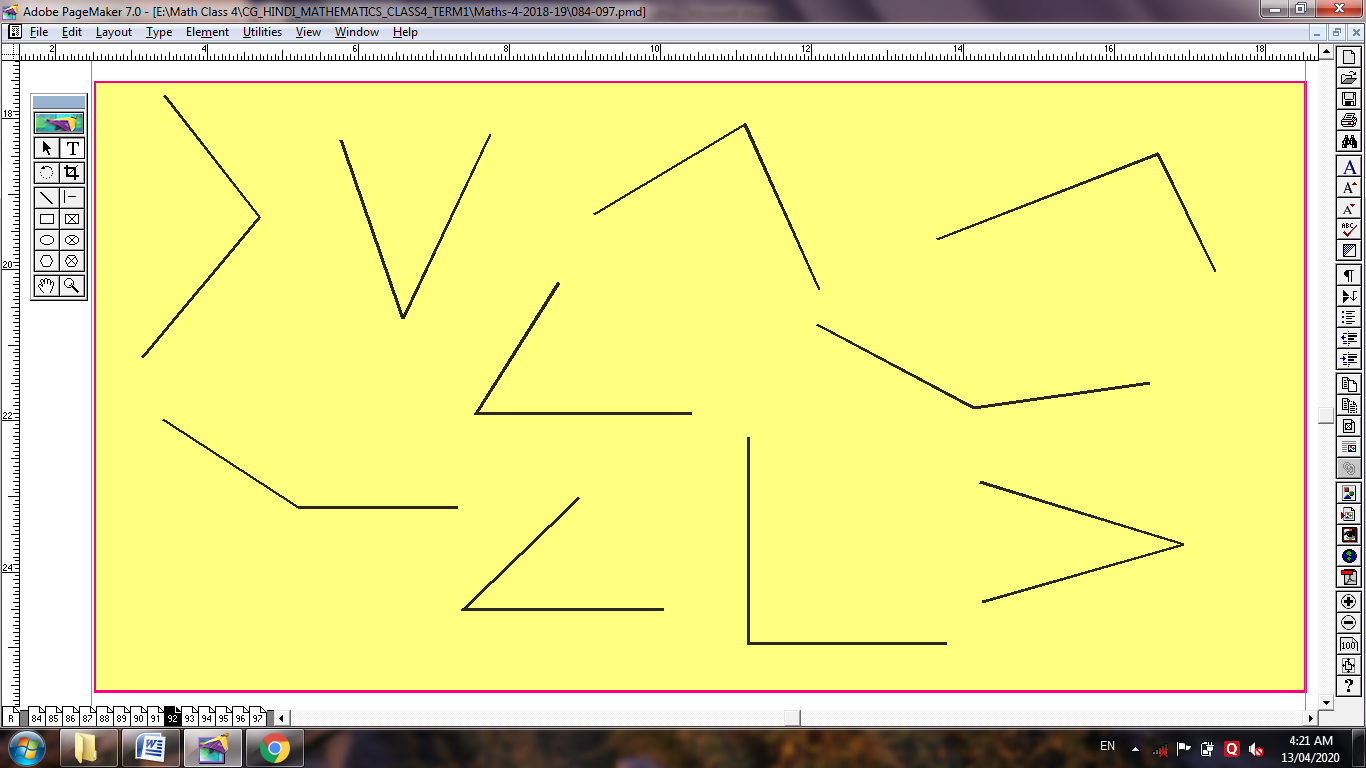 Adobe PageMaker 7.0 - [E:\Math Class 4\CG_HINDI_MATHEMATICS_CLASS4_TERM1\Maths-4-2018-19\084-097.pmd]
File Edit Layout Type Element Utilities View Window Help
2 4 6 8 10 12 14 16 18
18
20
22
24
T
A
A
A
ABC
¶
100
?
R 84 85 86 87 88 89 90 91 92 93 94 95 96 97
EN
4:21 AM
13/04/2020